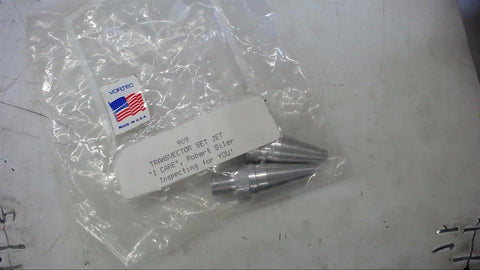 VORTEC
MADE IN U.S.A.
909
TRANSVECTOR SET JET
"I CARE", Robert Siler
Inspecting for YOU!